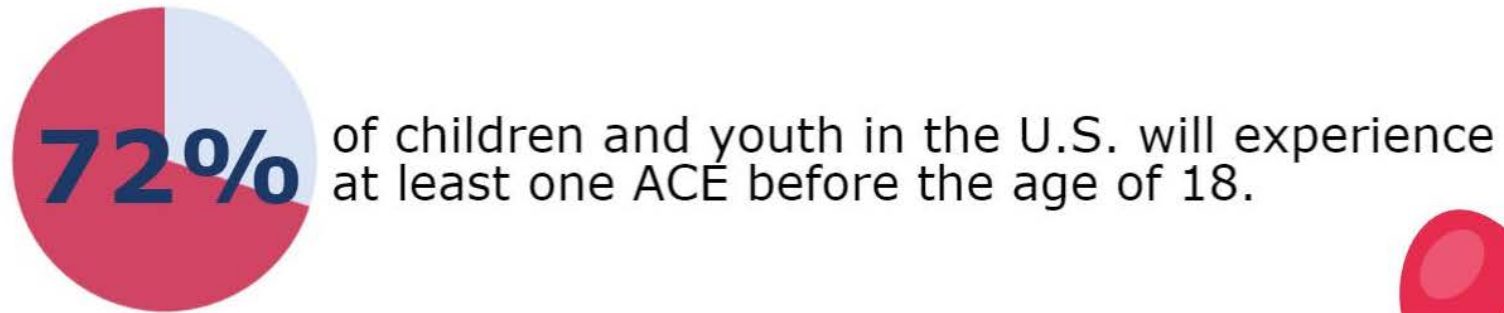 72%
of children and youth in the U.S. will experience
at least one ACE before the age of 18.